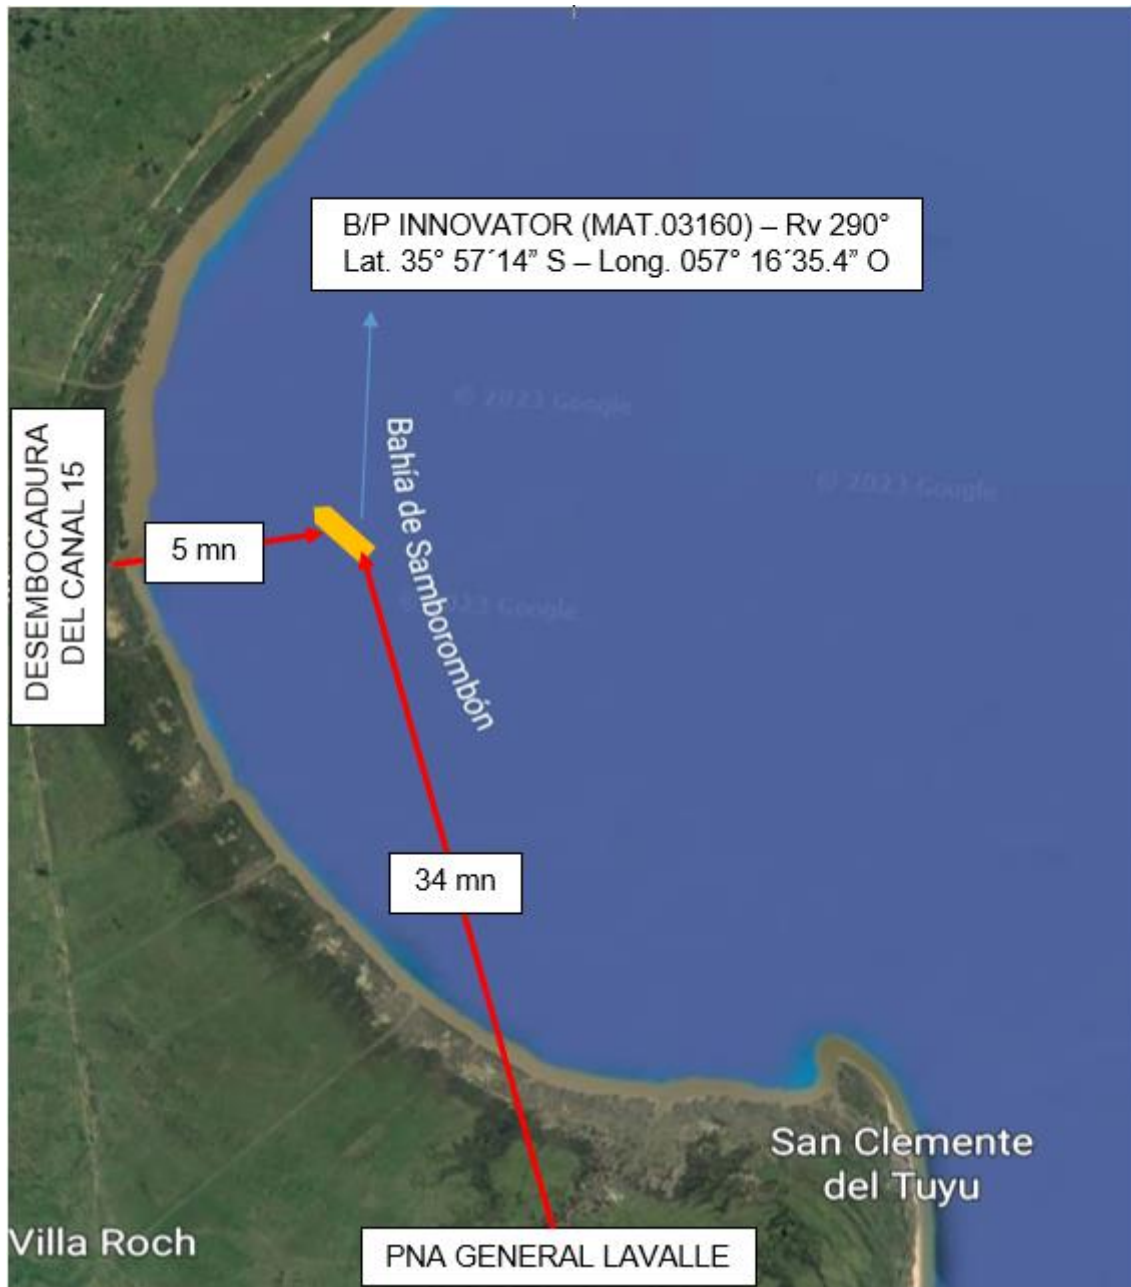 B/P INNOVATOR (MAT.03160) – Rv 290°
Lat. 35° 57´14” S – Long. 057° 16´35.4” O
© 2023 Google
© 2023 Google
Bahía de Samborombón
DESEMBOCADURA
DEL CANAL 15
5 mn
© 2023 Google
34 mn
San Clemente
del Tuyu
Villa Roch
PNA GENERAL LAVALLE